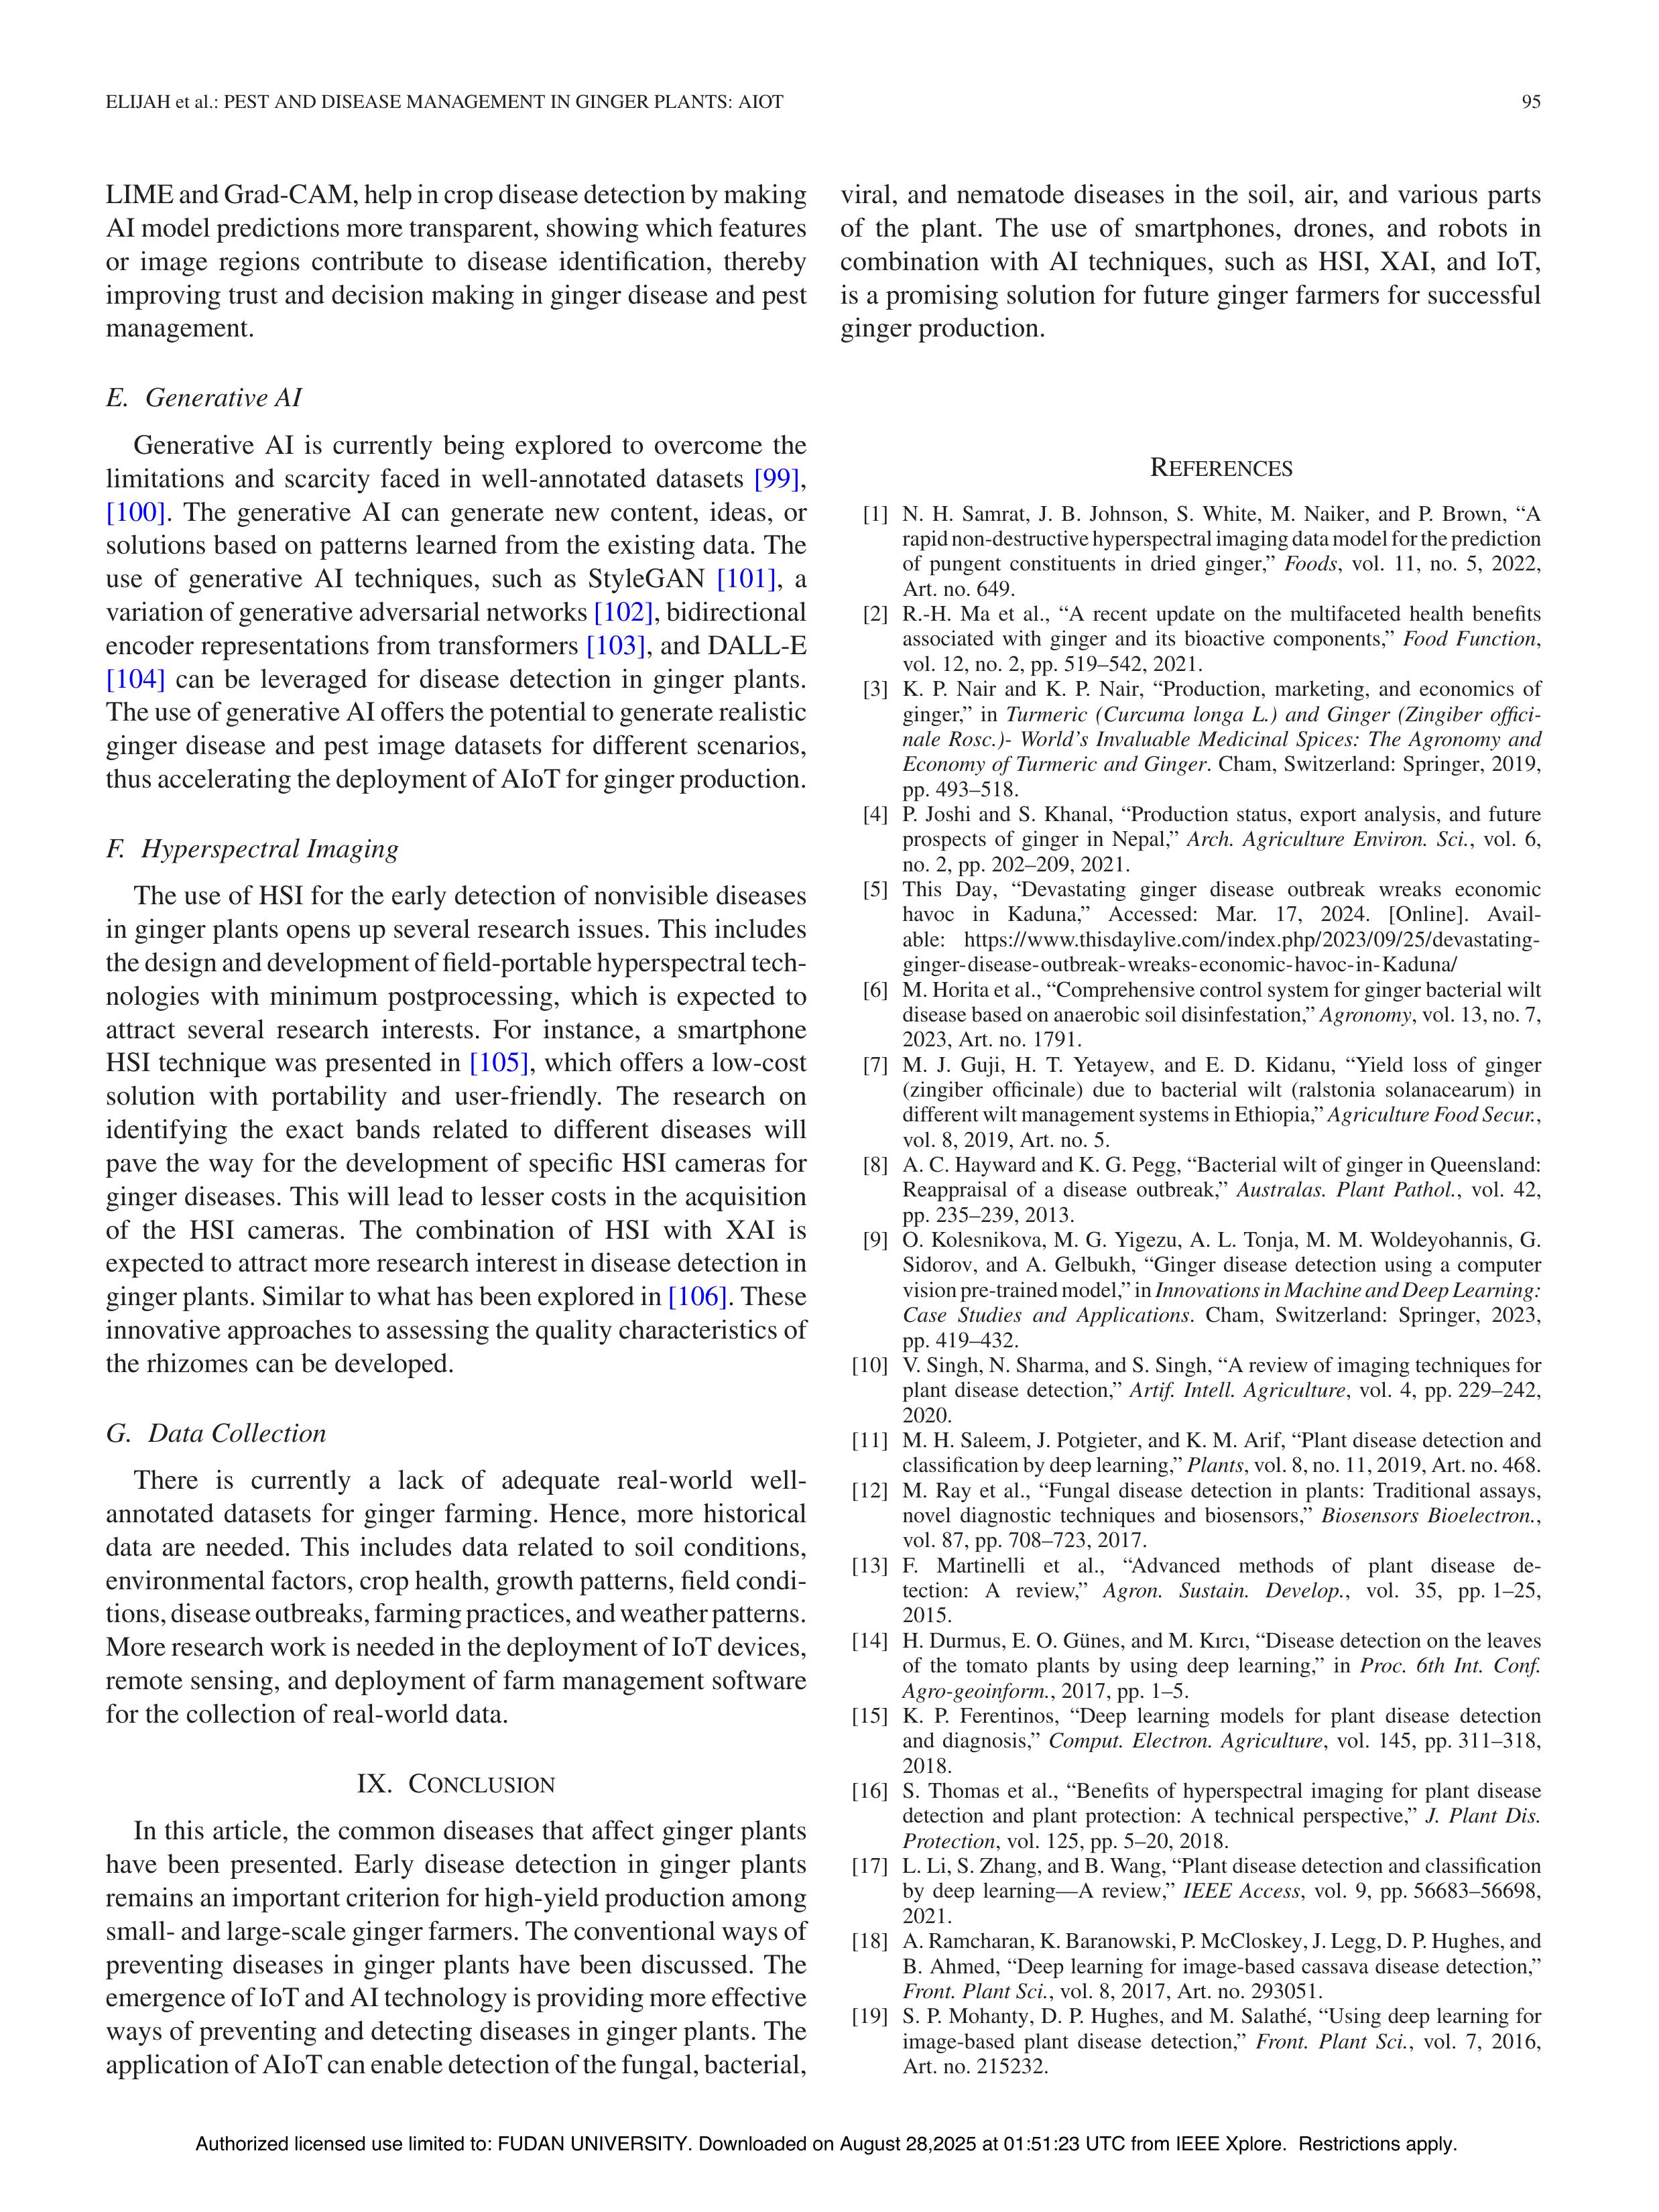 ELIJAH et al.: PEST AND DISEASE MANAGEMENT IN GINGER PLANTS: AIOT
95
LIME and Grad-CAM, help in crop disease detection by making
AI model predictions more transparent, showing which features
or image regions contribute to disease identification, thereby
improving trust and decision making in ginger disease and pest
management.
E. Generative AI
Generative AI is currently being explored to overcome the
limitations and scarcity faced in well-annotated datasets [99],
[100]. The generative AI can generate new content, ideas, or
solutions based on patterns learned from the existing data. The
use of generative AI techniques, such as StyleGAN [101], a
variation of generative adversarial networks [102], bidirectional
encoder representations from transformers [103], and DALL-E
[104] can be leveraged for disease detection in ginger plants.
The use of generative AI offers the potential to generate realistic
ginger disease and pest image datasets for different scenarios,
thus accelerating the deployment of AIoT for ginger production.
F. Hyperspectral Imaging
The use of HSI for the early detection of nonvisible diseases
in ginger plants opens up several research issues. This includes
the design and development of field-portable hyperspectral tech-
nologies with minimum postprocessing, which is expected to
attract several research interests. For instance, a smartphone
HSI technique was presented in [105], which offers a low-cost
solution with portability and user-friendly. The research on
identifying the exact bands related to different diseases will
pave the way for the development of specific HSI cameras for
ginger diseases. This will lead to lesser costs in the acquisition
of the HSI cameras. The combination of HSI with XAI is
expected to attract more research interest in disease detection in
ginger plants. Similar to what has been explored in [106]. These
innovative approaches to assessing the quality characteristics of
the rhizomes can be developed.
G. Data Collection
There is currently a lack of adequate real-world well-
annotated datasets for ginger farming. Hence, more historical
data are needed. This includes data related to soil conditions,
environmental factors, crop health, growth patterns, field condi-
tions, disease outbreaks, farming practices, and weather patterns.
More research work is needed in the deployment of IoT devices,
remote sensing, and deployment of farm management software
for the collection of real-world data.
IX. CONCLUSION
In this article, the common diseases that affect ginger plants
have been presented. Early disease detection in ginger plants
remains an important criterion for high-yield production among
small- and large-scale ginger farmers. The conventional ways of
preventing diseases in ginger plants have been discussed. The
emergence of IoT and AI technology is providing more effective
ways of preventing and detecting diseases in ginger plants. The
application of AIoT can enable detection of the fungal, bacterial,
viral, and nematode diseases in the soil, air, and various parts
of the plant. The use of smartphones, drones, and robots in
combination with AI techniques, such as HSI, XAI, and IoT,
is a promising solution for future ginger farmers for successful
ginger production.
REFERENCES
[1] N. H. Samrat, J. B. Johnson, S. White, M. Naiker, and P. Brown, “A
rapid non-destructive hyperspectral imaging data model for the prediction
of pungent constituents in dried ginger,” Foods, vol. 11, no. 5, 2022,
Art. no. 649.
[2] R.-H. Ma et al., “A recent update on the multifaceted health benefits
associated with ginger and its bioactive components,” Food Function,
vol. 12, no. 2, pp. 519–542, 2021.
[3] K. P. Nair and K. P. Nair, “Production, marketing, and economics of
ginger,” in Turmeric (Curcuma longa L.) and Ginger (Zingiber offici-
nale Rosc.)- World’s Invaluable Medicinal Spices: The Agronomy and
Economy of Turmeric and Ginger. Cham, Switzerland: Springer, 2019,
pp. 493–518.
[4] P. Joshi and S. Khanal, “Production status, export analysis, and future
prospects of ginger in Nepal,” Arch. Agriculture Environ. Sci., vol. 6,
no. 2, pp. 202–209, 2021.
[5] This Day, “Devastating ginger disease outbreak wreaks economic
havoc in Kaduna,” Accessed: Mar. 17, 2024. [Online]. Avail-
able: https://www.thisdaylive.com/index.php/2023/09/25/devastating-
ginger-disease-outbreak-wreaks-economic-havoc-in-Kaduna/
[6] M. Horita et al., “Comprehensive control system for ginger bacterial wilt
disease based on anaerobic soil disinfestation,” Agronomy, vol. 13, no. 7,
2023, Art. no. 1791.
[7] M. J. Guji, H. T. Yetayew, and E. D. Kidanu, “Yield loss of ginger
(zingiber officinale) due to bacterial wilt (ralstonia solanacearum) in
different wilt management systems in Ethiopia,” Agriculture Food Secur.,
vol. 8, 2019, Art. no. 5.
[8] A. C. Hayward and K. G. Pegg, “Bacterial wilt of ginger in Queensland:
Reappraisal of a disease outbreak,” Australas. Plant Pathol., vol. 42,
pp. 235–239, 2013.
[9] O. Kolesnikova, M. G. Yigezu, A. L. Tonja, M. M. Woldeyohannis, G.
Sidorov, and A. Gelbukh, “Ginger disease detection using a computer
vision pre-trained model,” in Innovations in Machine and Deep Learning:
Case Studies and Applications. Cham, Switzerland: Springer, 2023,
pp. 419–432.
[10] V. Singh, N. Sharma, and S. Singh, “A review of imaging techniques for
plant disease detection,” Artif. Intell. Agriculture, vol. 4, pp. 229–242,
2020.
[11] M. H. Saleem, J. Potgieter, and K. M. Arif, “Plant disease detection and
classification by deep learning,” Plants, vol. 8, no. 11, 2019, Art. no. 468.
[12] M. Ray et al., “Fungal disease detection in plants: Traditional assays,
novel diagnostic techniques and biosensors,” Biosensors Bioelectron.,
vol. 87, pp. 708–723, 2017.
[13] F. Martinelli et al., “Advanced methods of plant disease de-
tection: A review,” Agron. Sustain. Develop., vol. 35, pp. 1–25,
2015.
[14] H. Durmus, E. O. Günes, and M. Kırcı, “Disease detection on the leaves
of the tomato plants by using deep learning,” in Proc. 6th Int. Conf.
Agro-geoinform., 2017, pp. 1–5.
[15] K. P. Ferentinos, “Deep learning models for plant disease detection
and diagnosis,” Comput. Electron. Agriculture, vol. 145, pp. 311–318,
2018.
[16] S. Thomas et al., “Benefits of hyperspectral imaging for plant disease
detection and plant protection: A technical perspective,” J. Plant Dis.
Protection, vol. 125, pp. 5–20, 2018.
[17] L. Li, S. Zhang, and B. Wang, “Plant disease detection and classification
by deep learning—A review,” IEEE Access, vol. 9, pp. 56683–56698,
2021.
[18] A. Ramcharan, K. Baranowski, P. McCloskey, J. Legg, D. P. Hughes, and
B. Ahmed, “Deep learning for image-based cassava disease detection,”
Front. Plant Sci., vol. 8, 2017, Art. no. 293051.
[19] S. P. Mohanty, D. P. Hughes, and M. Salathé, “Using deep learning for
image-based plant disease detection,” Front. Plant Sci., vol. 7, 2016,
Art. no. 215232.
Authorized licensed use limited to: FUDAN UNIVERSITY. Downloaded on August 28,2025 at 01:51:23 UTC from IEEE Xplore. Restrictions apply.